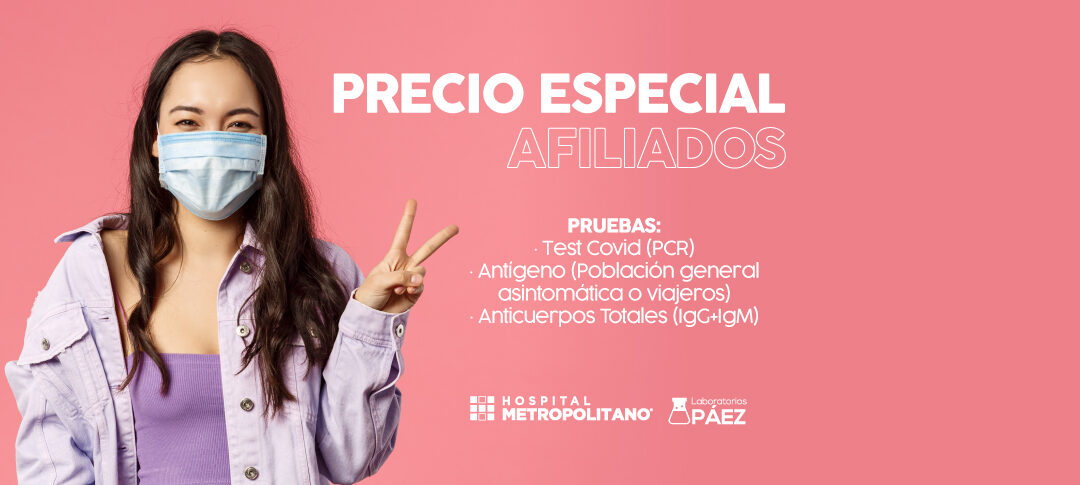 PRECIO ESPECIAL
AFILIADOS
PRUEBAS:
· Test Covid (PCR)
· Antígeno (Población general
asintomática o viajeros)
· Anticuerpos Totales (IgG+IgM)
HOSPITAL
METROPOLITANO®
Laboratorios
PÁEZ